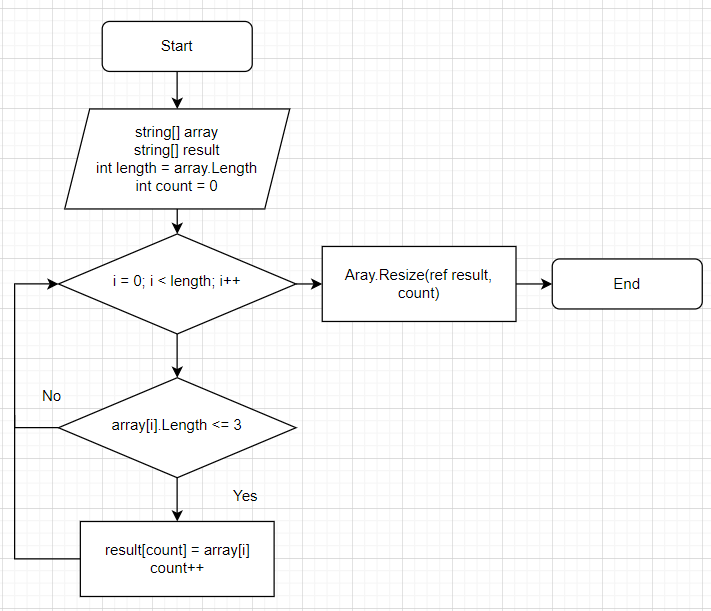 Start
string[] array
string[] result
int length = array.Length
int count = 0
i = 0; i < length; i++
Aray.Resize(ref result,
count)
End
No
array[i].Length <= 3
Yes
result[count] = array[i]
count++